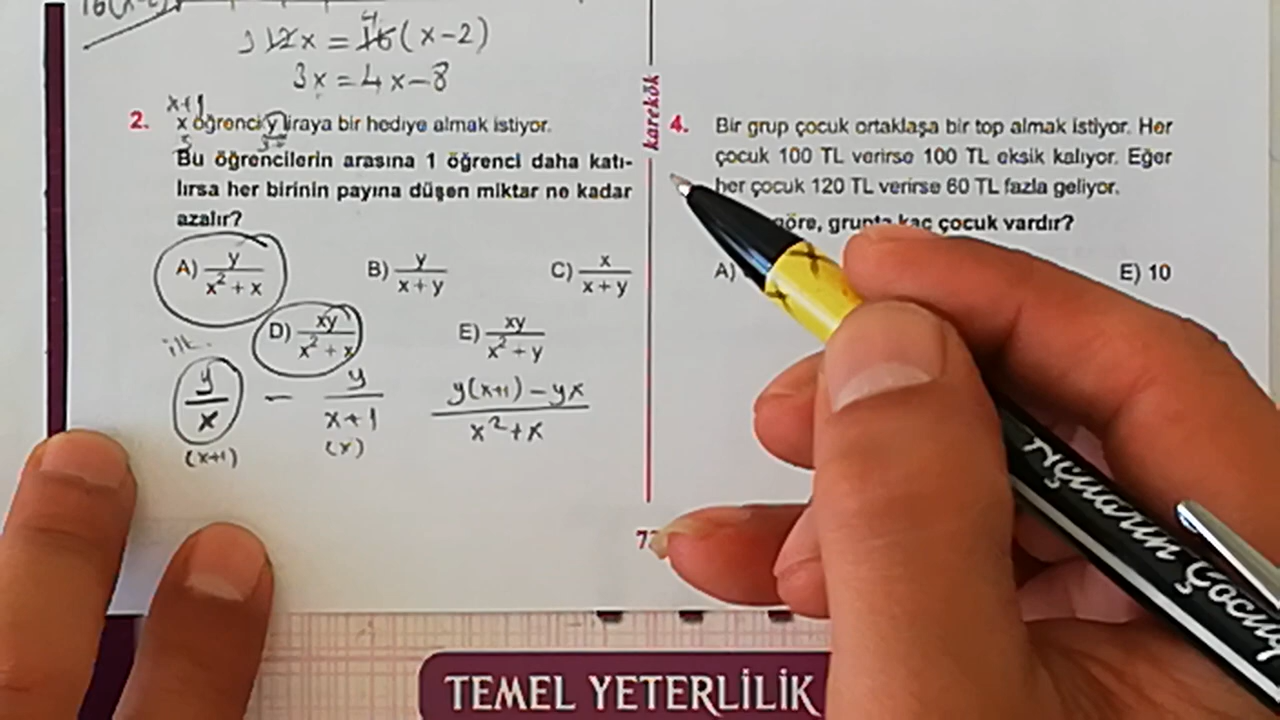 12x = 16(x-2)
3x = 4x-8
x+1
2. x öğrenci y liraya bir hediye almak istiyor.
Bu öğrencilerin arasına 1 öğrenci daha katı-
lırsa her birinin payına düşen miktar ne kadar
azalır?
A) y/x²+x B) y/x+y C) x/x+y
D) xy/x²+x E) xy/x²+y
ilk
y/x - y/x+1 y(x+1)-yx/x²+x
(x+1) (x)
karekök
4. Bir grup çocuk ortaklaşa bir top almak istiyor. Her
çocuk 100 TL verirse 100 TL eksik kalıyor. Eğer
her çocuk 120 TL verirse 60 TL fazla geliyor.
göre, grupta kaç çocuk vardır?
A) E) 10
TEMEL YETERLİLİK
Açıların Çocuğu